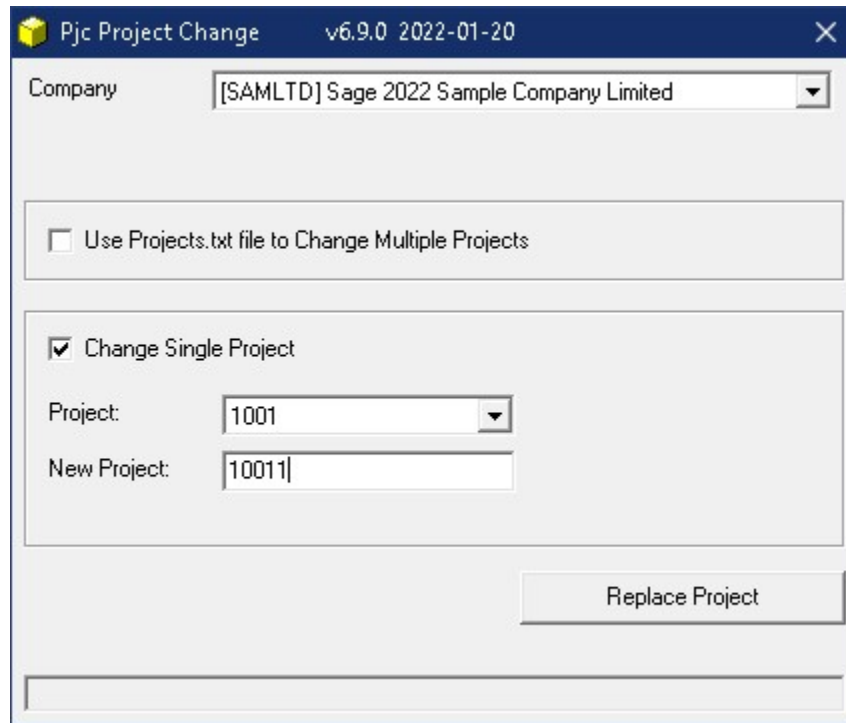 Pjc Project Change v6.9.0 2022-01-20
Company [SAMLTD] Sage 2022 Sample Company Limited
Use Projects.txt file to Change Multiple Projects
Change Single Project
Project: 1001
New Project: 10011
Replace Project